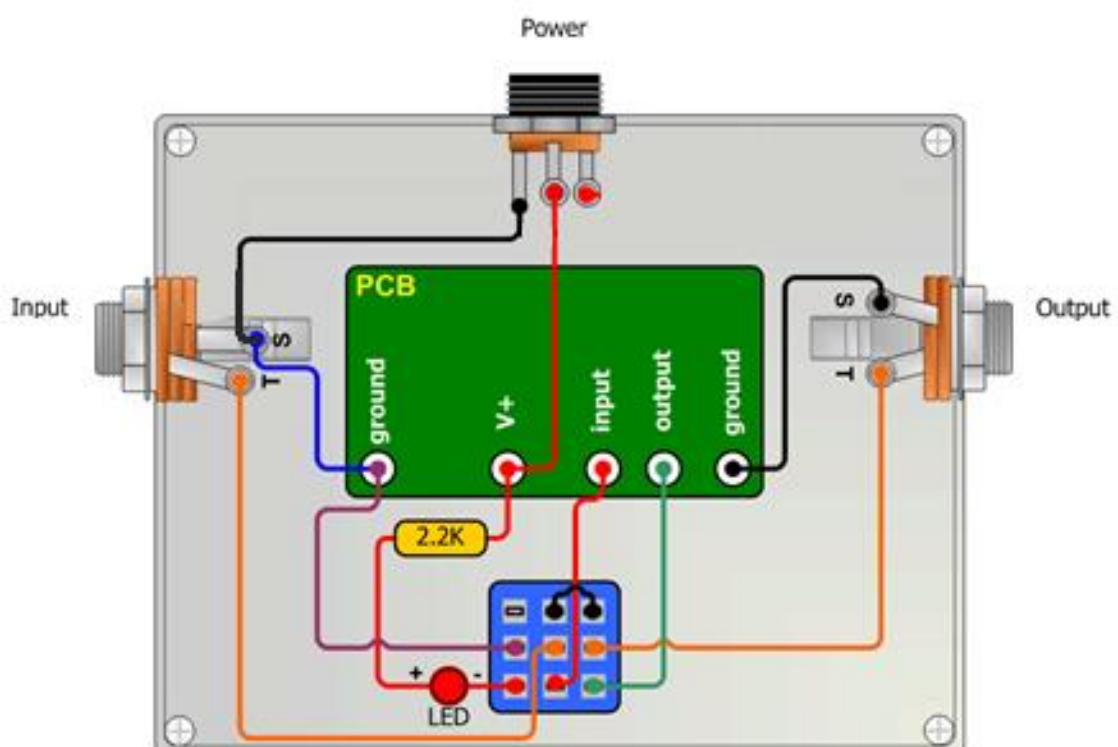 Power
PCB
Input
S
T
S
T
Output
ground
V+
input
output
ground
2.2K
+
-
LED